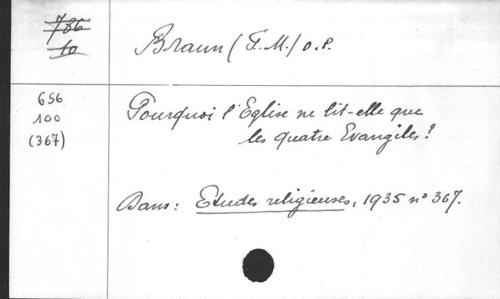 786
10
Braun (F.M.) o.p.
656
100
(367)
Pourquoi l'Eglise ne lit-elle que
les quatre Evangiles?
Dans: Etudes religieuses, 1935 n° 367.